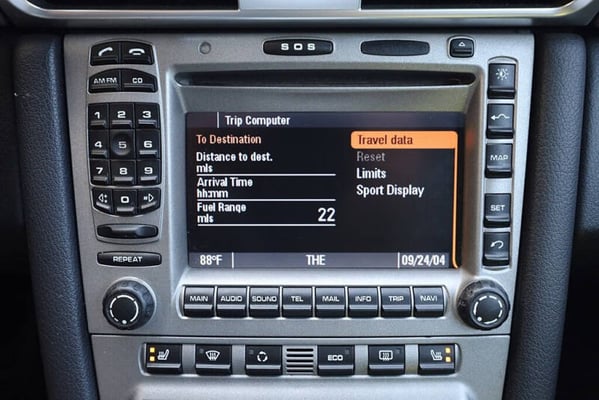 SOS
AM FM CD
1 2 3
4 5 6
7 8 9
0
REPEAT
Trip Computer
To Destination
Distance to dest.
mls
Arrival Time
hh:mm
Fuel Range
mls 22
Travel data
Reset
Limits
Sport Display
88°F THE 09/24/04
MAP
SET
MAIN AUDIO SOUND TEL MAIL INFO TRIP NAVI
ECO